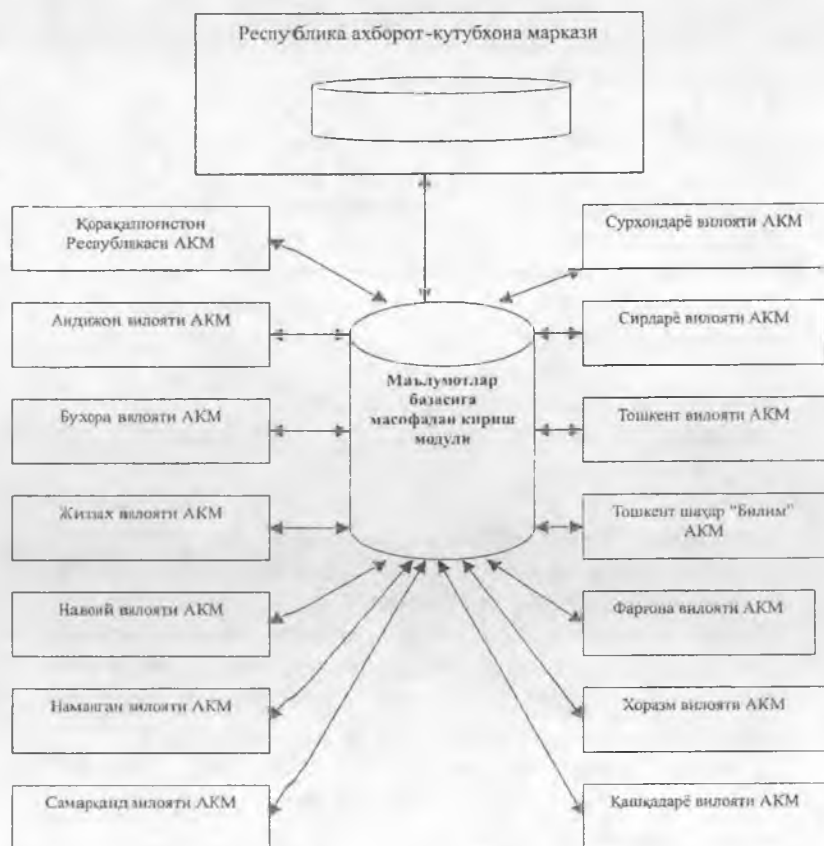 Республика ахборот-кутубхона маркази
Қорақалпоғистон
Республикаси АКМ
Сурхондарё вилояти АКМ
Андижон вилояти АКМ
Сирдарё вилояти АКМ
Маълумотлар
базасига
масофадан кириш
модули
Бухора вилояти АКМ
Тошкент вилояти АКМ
Жиззах вилояти АКМ
Тошкент шаҳар "Билим"
АКМ
Навоий вилояти АКМ
Фарғона вилояти АКМ
Наманган вилояти АКМ
Хоразм вилояти АКМ
Самарқанд вилояти АКМ
Қашқадарё вилояти АКМ